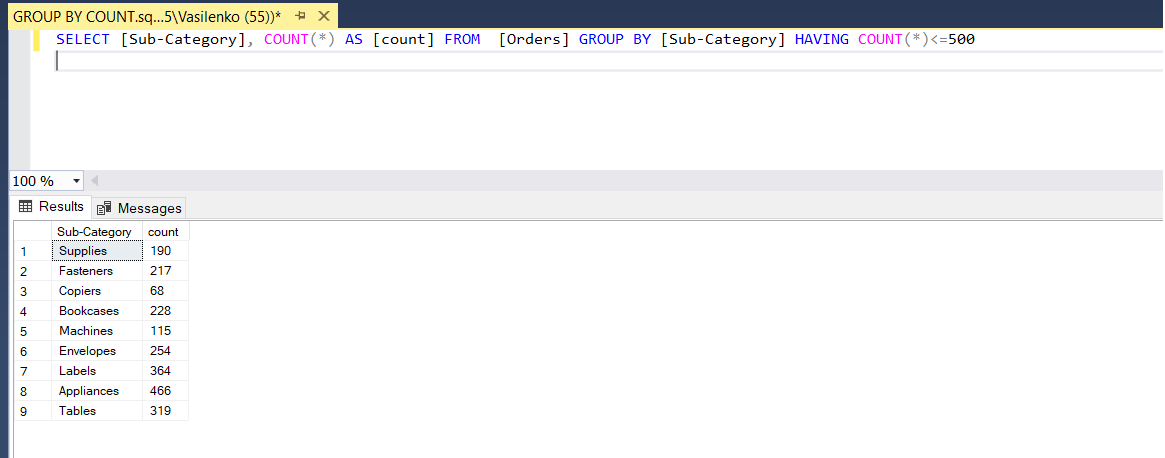 GROUP BY COUNT.sq...5\Vasilenko (55))*
SELECT [Sub-Category], COUNT(*) AS [count] FROM  [Orders] GROUP BY [Sub-Category] HAVING COUNT(*)<=500
100 %
Results Messages
Sub-Category count
1 Supplies 190
2 Fasteners 217
3 Copiers 68
4 Bookcases 228
5 Machines 115
6 Envelopes 254
7 Labels 364
8 Appliances 466
9 Tables 319